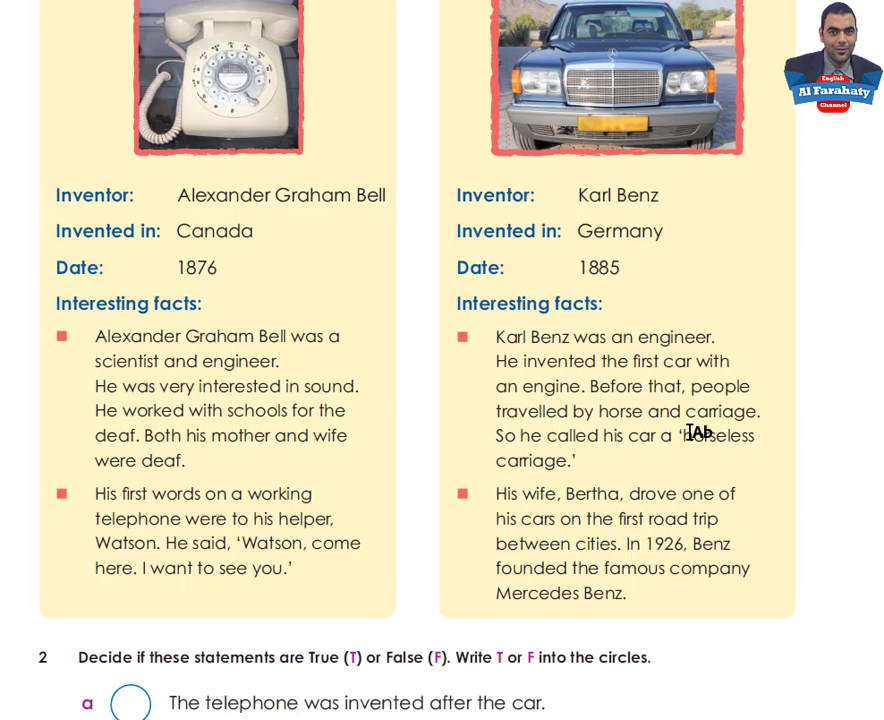 English
Al Farahaty
Channel
Inventor: Alexander Graham Bell
Invented in: Canada
Date: 1876
Interesting facts:
Alexander Graham Bell was a
scientist and engineer.
He was very interested in sound.
He worked with schools for the
deaf. Both his mother and wife
were deaf.
His first words on a working
telephone were to his helper,
Watson. He said, ‘Watson, come
here. I want to see you.’
Inventor: Karl Benz
Invented in: Germany
Date: 1885
Interesting facts:
Karl Benz was an engineer.
He invented the first car with
an engine. Before that, people
travelled by horse and carriage.
So he called his car a ‘horseless
carriage.’
His wife, Bertha, drove one of
his cars on the first road trip
between cities. In 1926, Benz
founded the famous company
Mercedes Benz.
Ab
2 Decide if these statements are True (T) or False (F). Write T or F into the circles.
a The telephone was invented after the car.